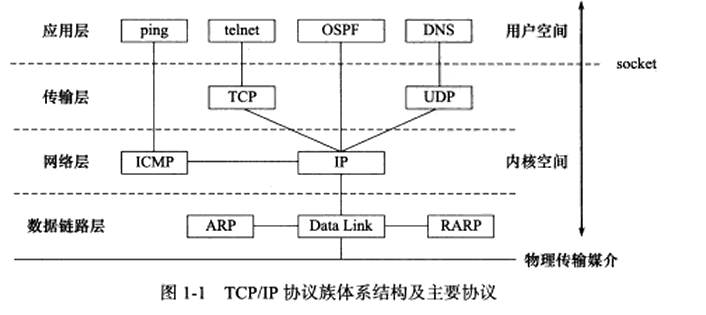 应用层 ping telnet OSPF DNS 用户空间
socket
传输层 TCP UDP
网络层 ICMP IP 内核空间
数据链路层 ARP Data Link RARP
物理传输媒介
图 1-1 TCP/IP 协议族体系结构及主要协议